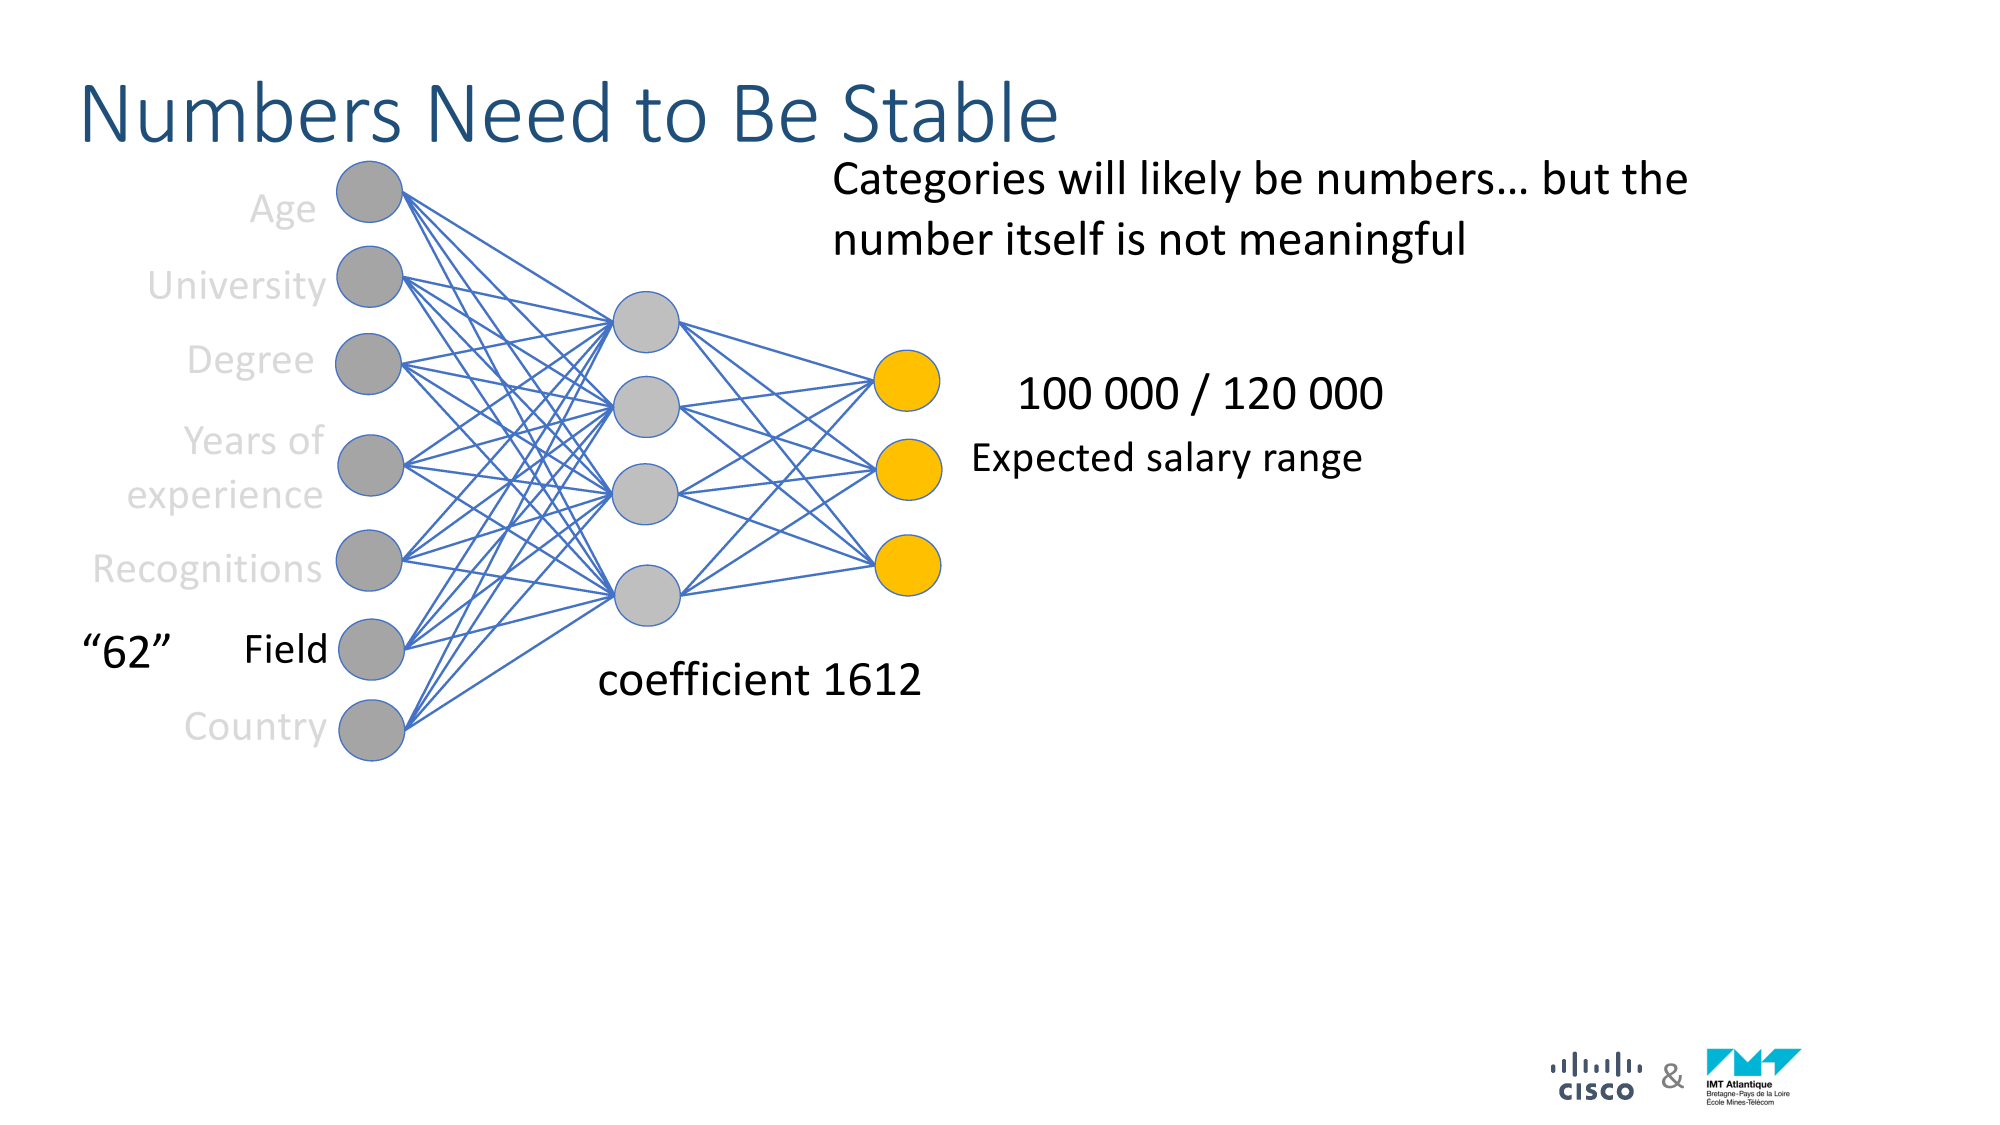 Numbers Need to Be Stable
Categories will likely be numbers... but the
number itself is not meaningful
Age
University
Degree
Years of
experience
Recognitions
“62”
Field
Country
coefficient 1612
100 000 / 120 000
Expected salary range
CISCO
&
IMT Atlantique
Bretagne-Pays de la Loire
École Mines-Télécom